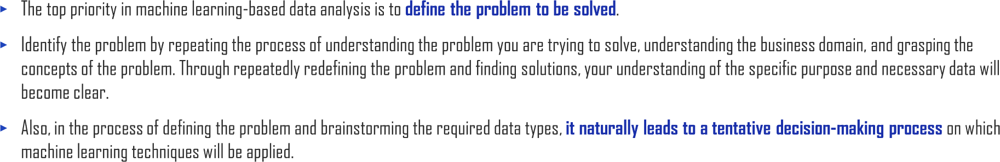 ▸ The top priority in machine learning-based data analysis is to define the problem to be solved.
▸ Identify the problem by repeating the process of understanding the problem you are trying to solve, understanding the business domain, and grasping the
concepts of the problem. Through repeatedly redefining the problem and finding solutions, your understanding of the specific purpose and necessary data will
become clear.
▸ Also, in the process of defining the problem and brainstorming the required data types, it naturally leads to a tentative decision-making process on which
machine learning techniques will be applied.